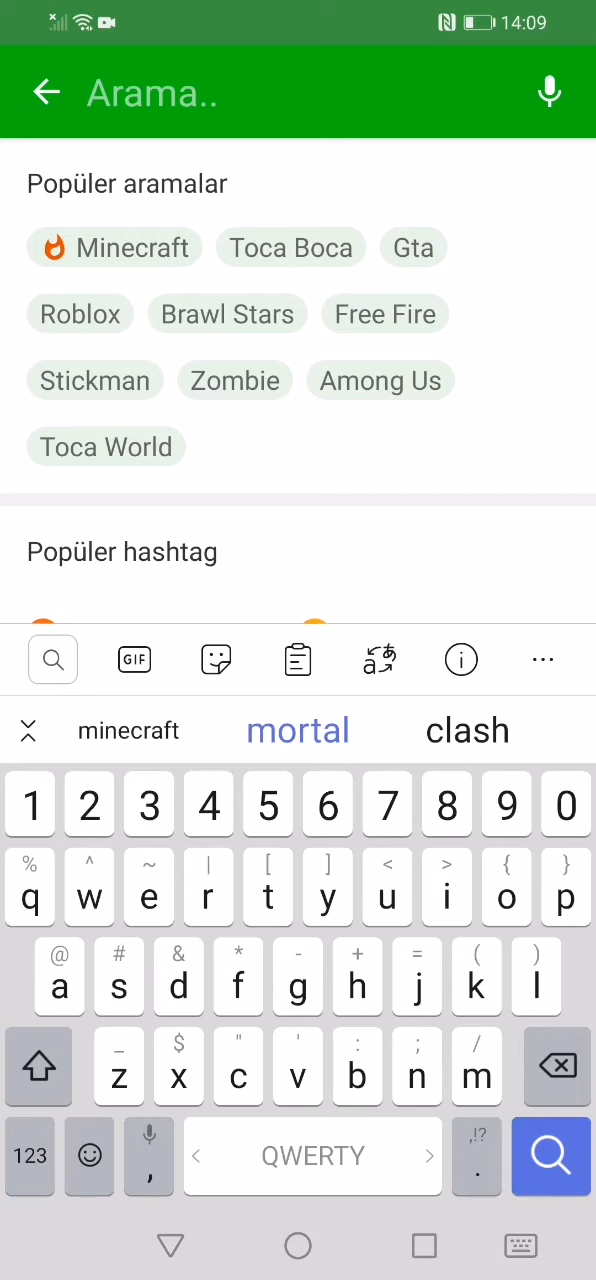 14:09
Arama..
Popüler aramalar
Minecraft Toca Boca Gta
Roblox Brawl Stars Free Fire
Stickman Zombie Among Us
Toca World
Popüler hashtag
GIF aあ i ...
minecraft mortal clash
1 2 3 4 5 6 7 8 9 0
% ^ ~ | [ ] < > { }
q w e r t y u i o p
@ # & * - + = ( )
a s d f g h j k l
_ $ " ' : ; /
z x c v b n m
,!?
123 , QWERTY .